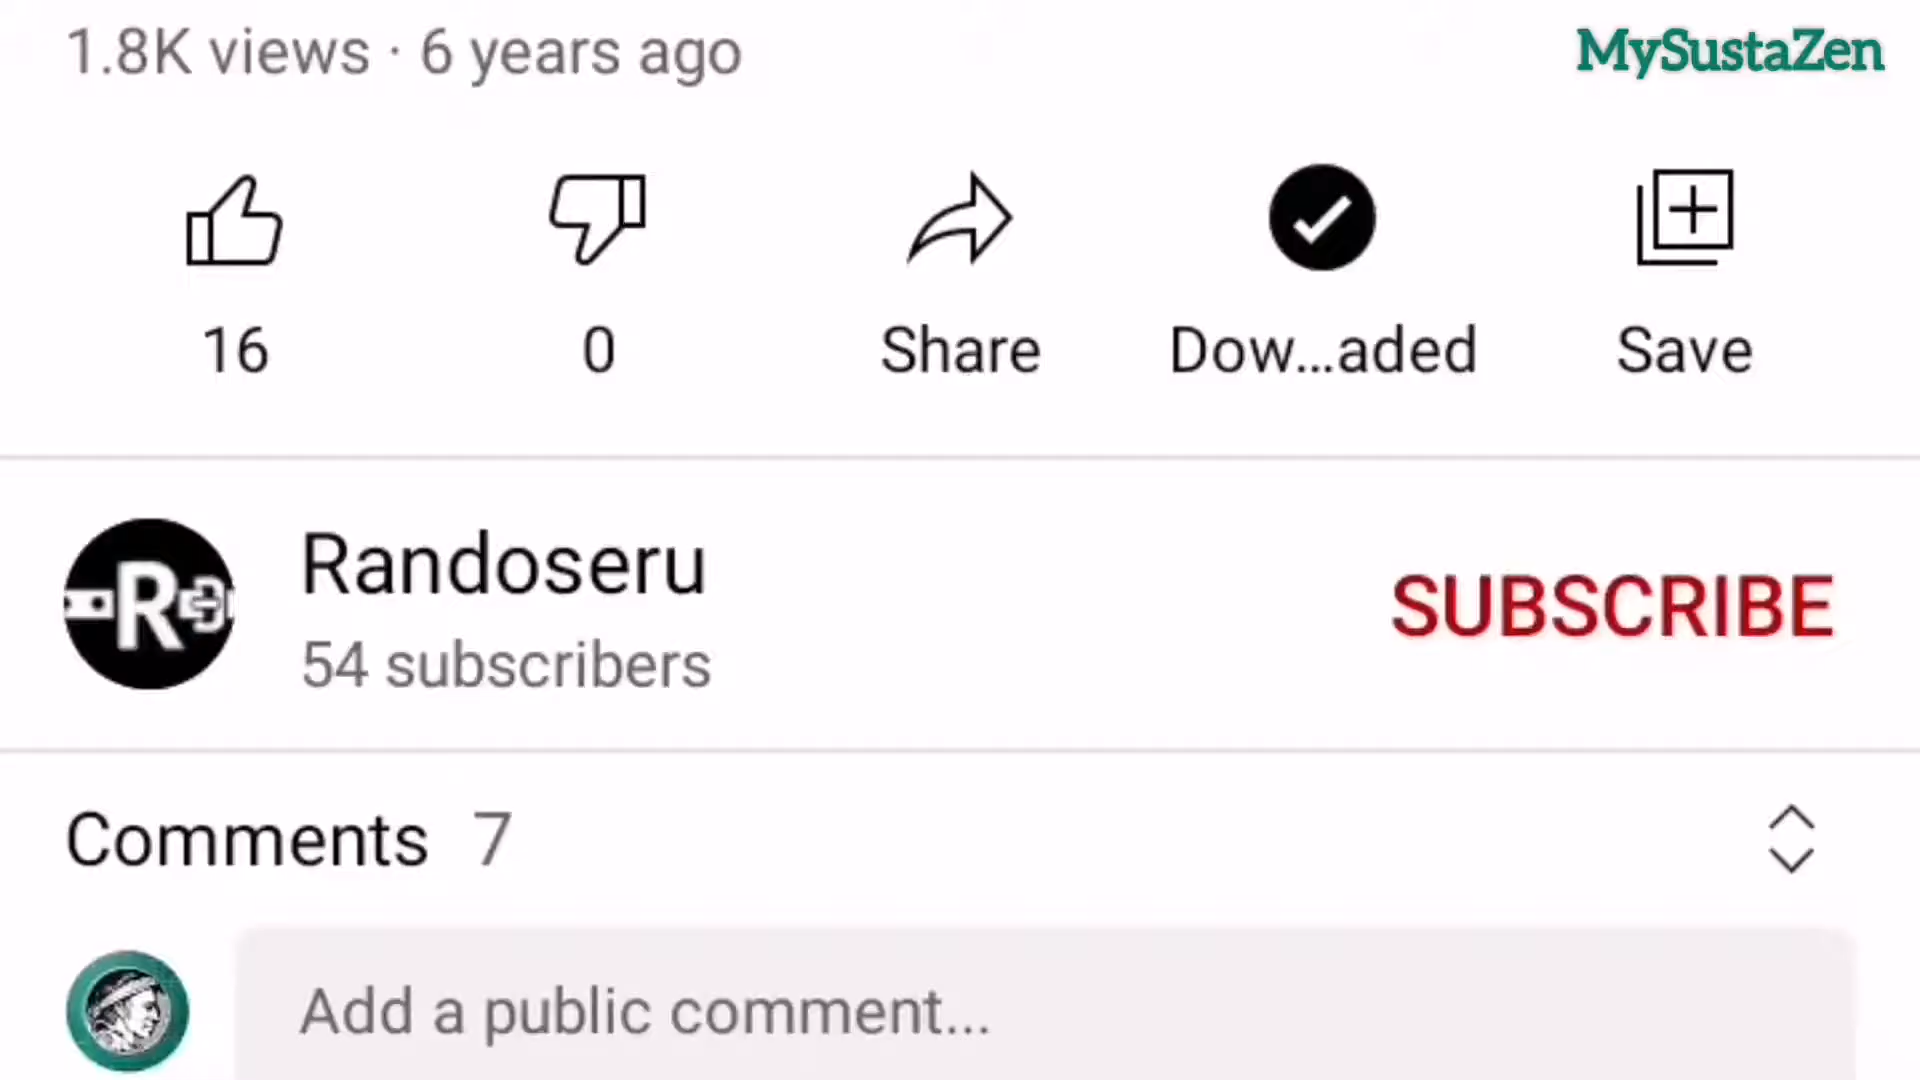 1.8K views · 6 years ago
MySustaZen
16
0
Share
Dow...aded
Save
R
Randoseru
54 subscribers
SUBSCRIBE
Comments 7
Add a public comment...